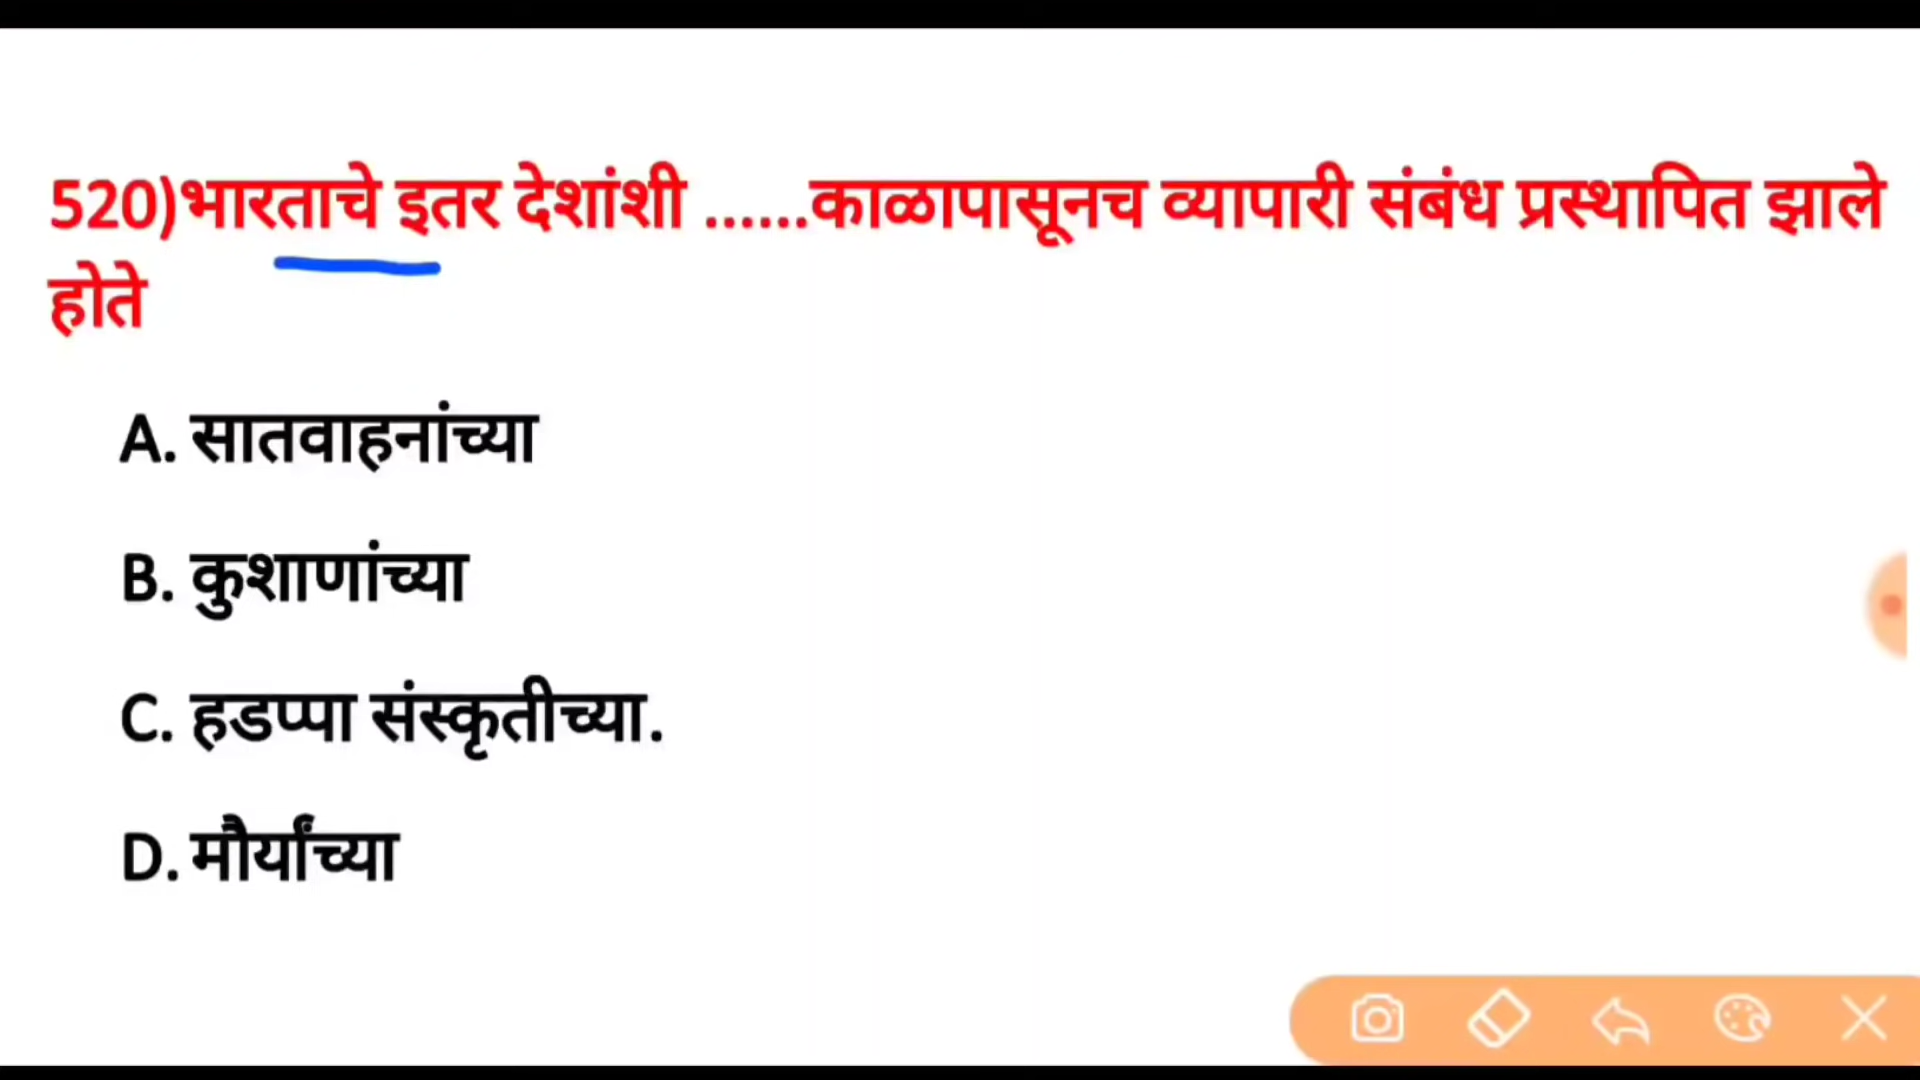 520)भारताचे इतर देशांशी ......काळापासूनच व्यापारी संबंध प्रस्थापित झाले
होते
A. सातवाहनांच्या
B. कुशाणांच्या
C. हडप्पा संस्कृतीच्या.
D. मौर्यांच्या